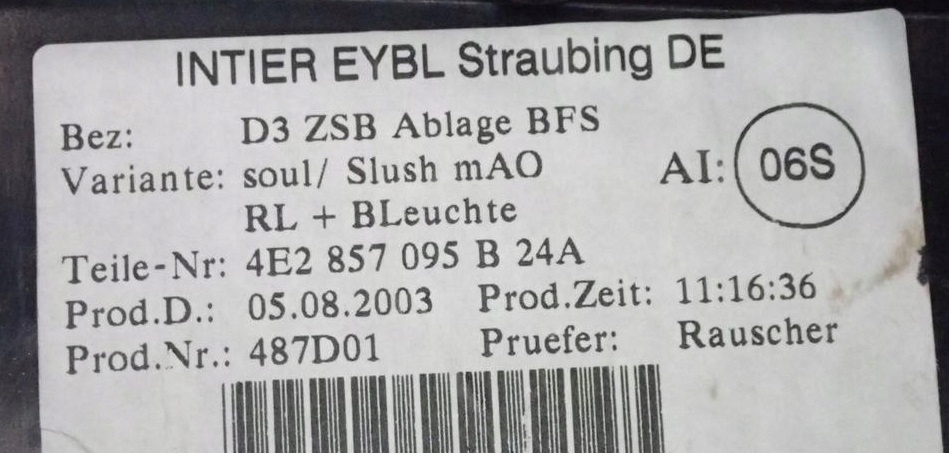 INTIER EYBL Straubing DE
Bez: D3 ZSB Ablage BFS
Variante: soul/ Slush mAO AI: 06S
RL + BLeuchte
Teile-Nr: 4E2 857 095 B 24A
Prod.D.: 05.08.2003 Prod.Zeit: 11:16:36
Prod.Nr.: 487D01 Pruefer: Rauscher